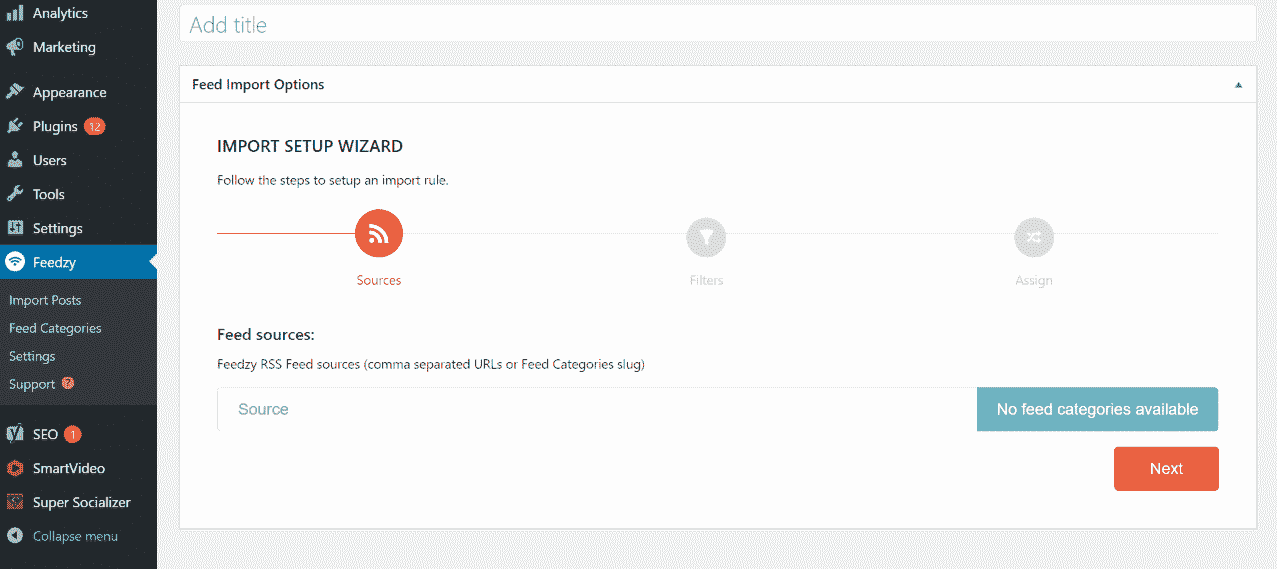 Analytics
Marketing
Appearance
Plugins 12
Users
Tools
Settings
Feedzy
Import Posts
Feed Categories
Settings
Support ?
SEO 1
SmartVideo
Super Socializer
Collapse menu
Add title
Feed Import Options
IMPORT SETUP WIZARD
Follow the steps to setup an import rule.
Sources Filters Assign
Feed sources:
Feedzy RSS Feed sources (comma separated URLs or Feed Categories slug)
Source No feed categories available
Next